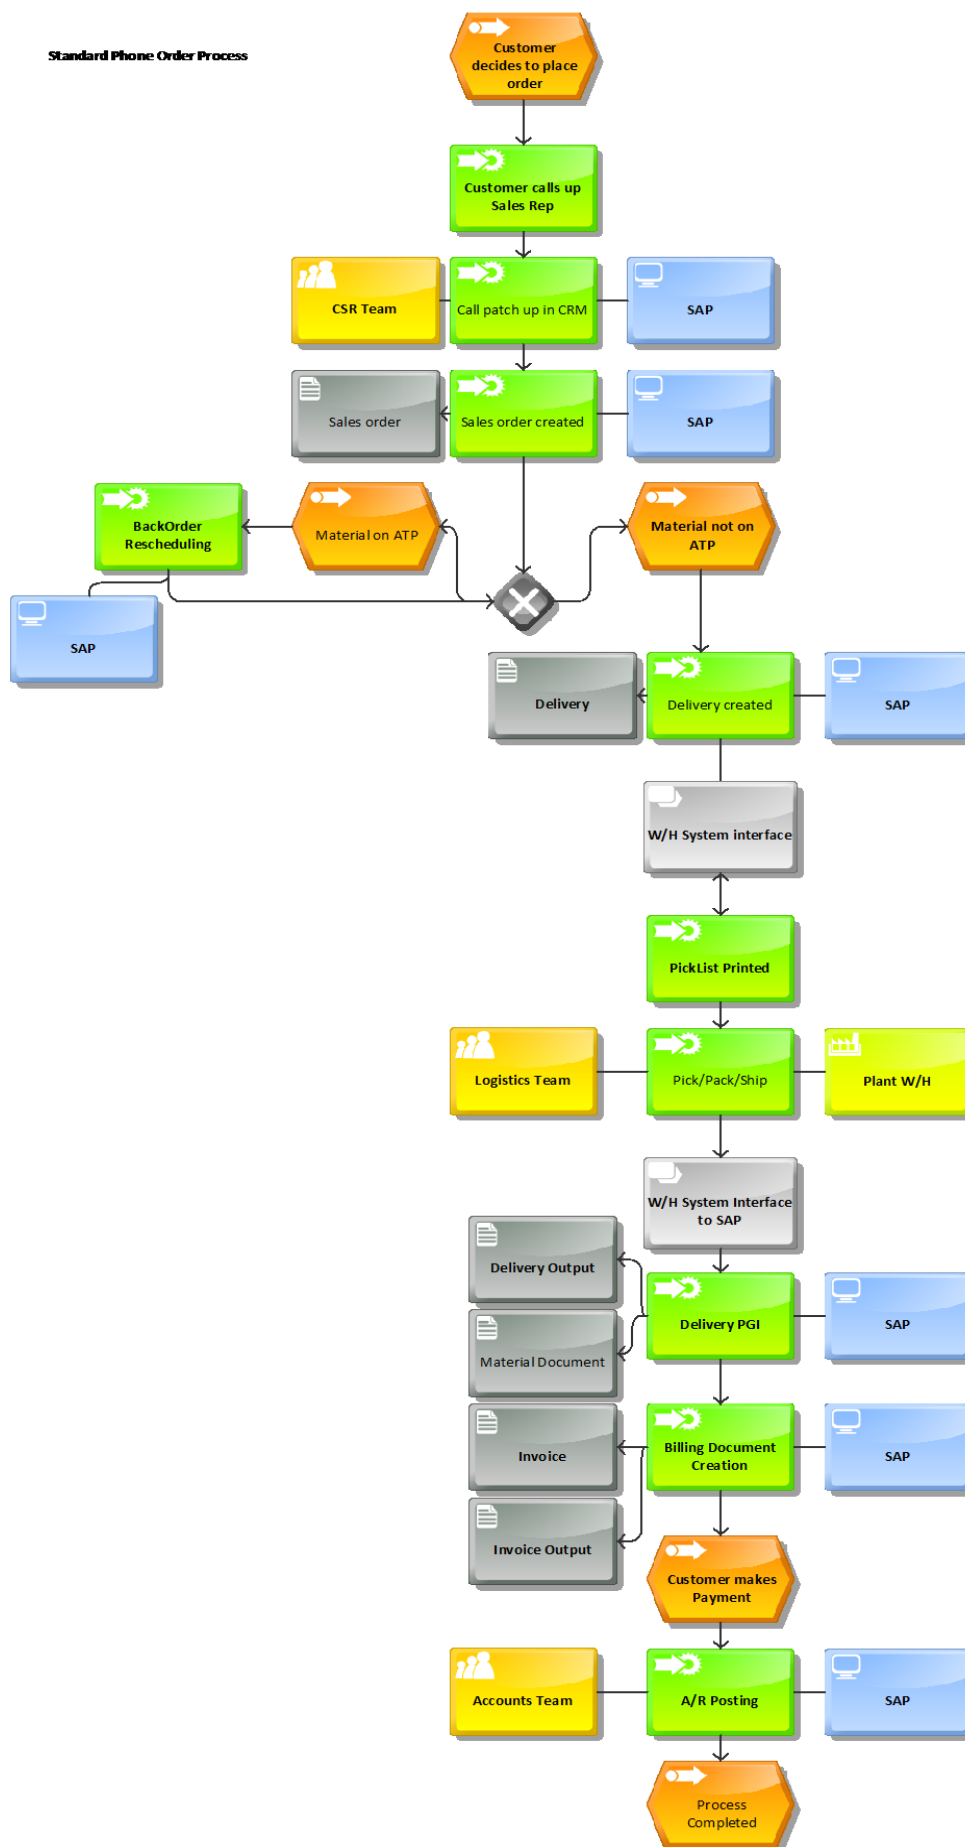 Standard Phone Order Process
Customer
decides to place
order
Customer calls up
Sales Rep
CSR Team
Call patch up in CRM
SAP
Sales order
Sales order created
SAP
BackOrder
Rescheduling
Material on ATP
Material not on
ATP
SAP
Delivery
Delivery created
SAP
W/H System interface
PickList Printed
Logistics Team
Pick/Pack/Ship
Plant W/H
W/H System Interface
to SAP
Delivery Output
Delivery PGI
SAP
Material Document
Invoice
Billing Document
Creation
SAP
Invoice Output
Customer makes
Payment
Accounts Team
A/R Posting
SAP
Process
Completed